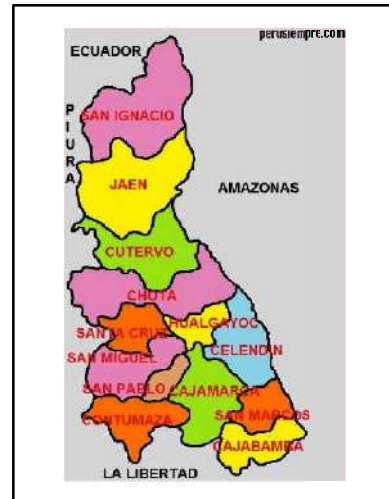 perusiempre.com
ECUADOR
PIURA
SAN IGNACIO
JAEN
AMAZONAS
CUTERVO
CHOTA
SANTA CRUZ
HUALGAYOC
SAN MIGUEL
CELENDIN
SAN PABLO
CAJAMARCA
CONTUMAZA
SAN MARCOS
CAJABAMBA
LA LIBERTAD